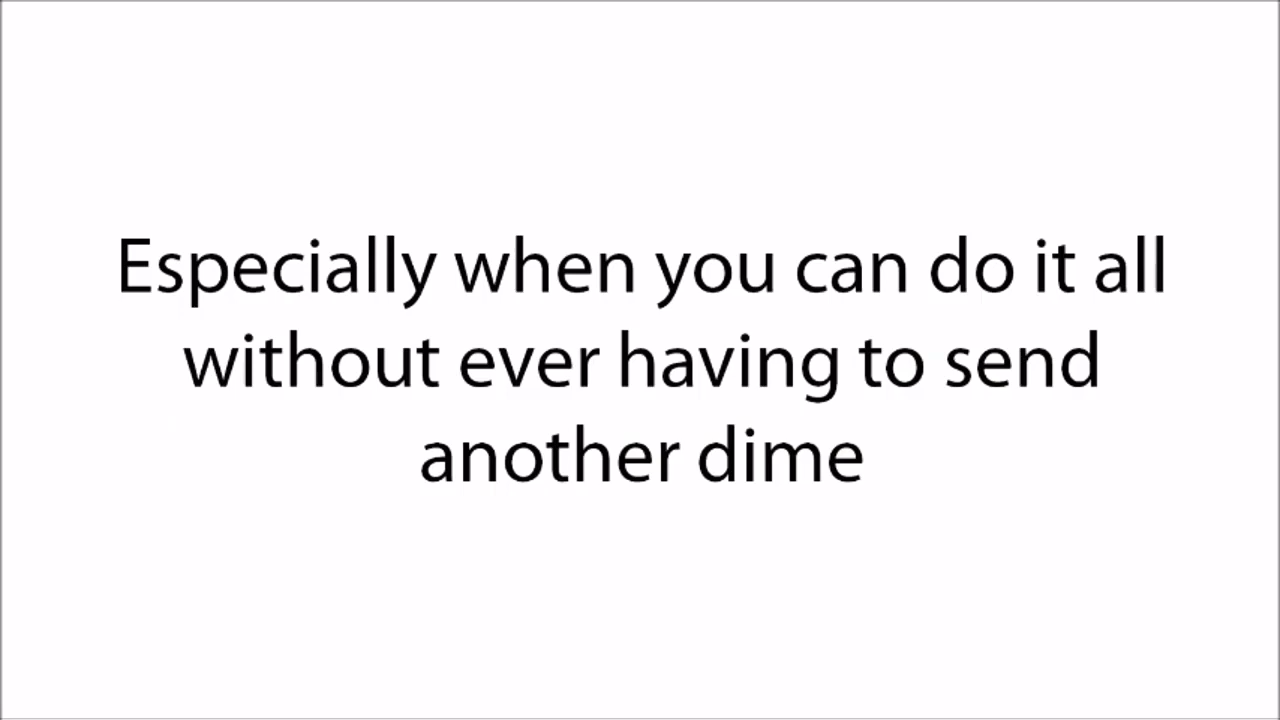 Especially when you can do it all
without ever having to send
another dime